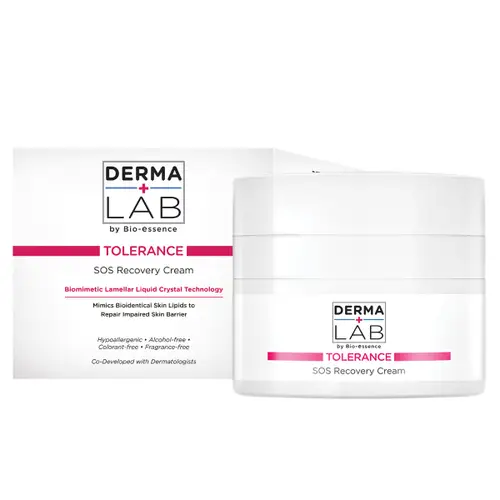 DERMA
+
LAB
by Bio-essence
TOLERANCE
SOS Recovery Cream
Biomimetic Lamellar Liquid Crystal Technology
Mimics Bioidentical Skin Lipids to
Repair Impaired Skin Barrier
Hypoallergenic • Alcohol-free •
Colorant-free • Fragrance-free
Co-Developed with Dermatologists
DERMA
+
LAB
by Bio-essence
TOLERANCE
SOS Recovery Cream